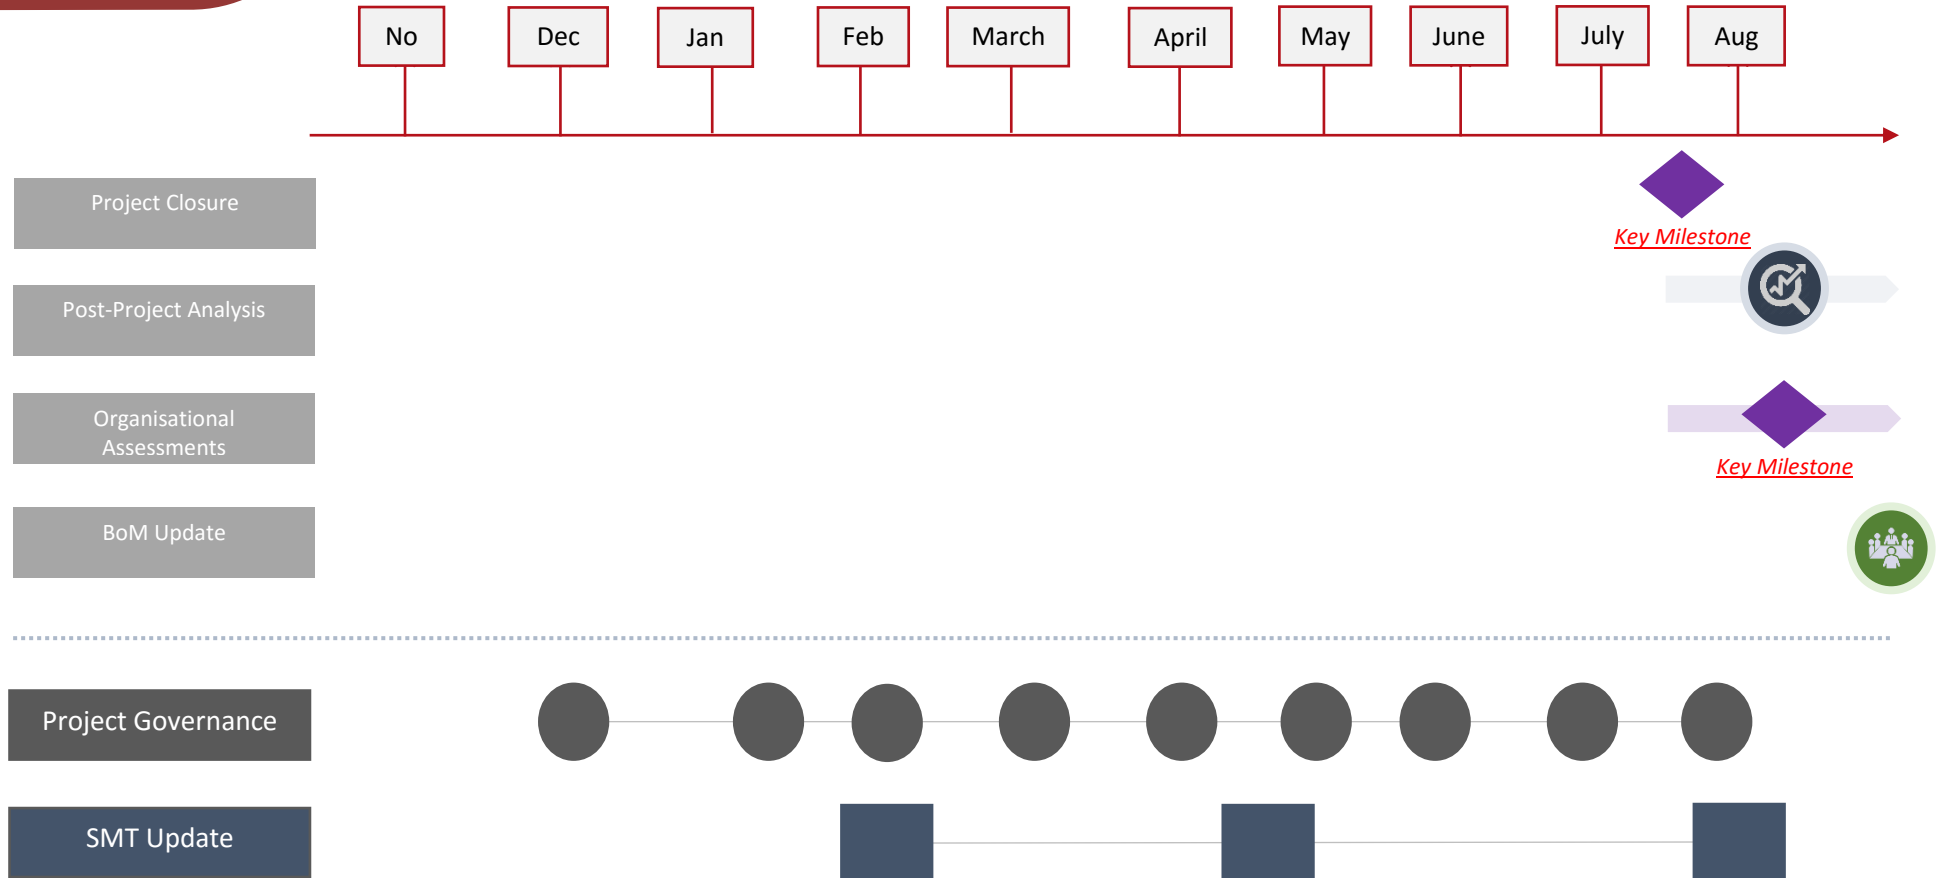 No
Dec
Jan
Feb
March
April
May
June
July
Aug
Project Closure
Key Milestone
Post-Project Analysis
Organisational
Assessments
Key Milestone
BoM Update
Project Governance
SMT Update